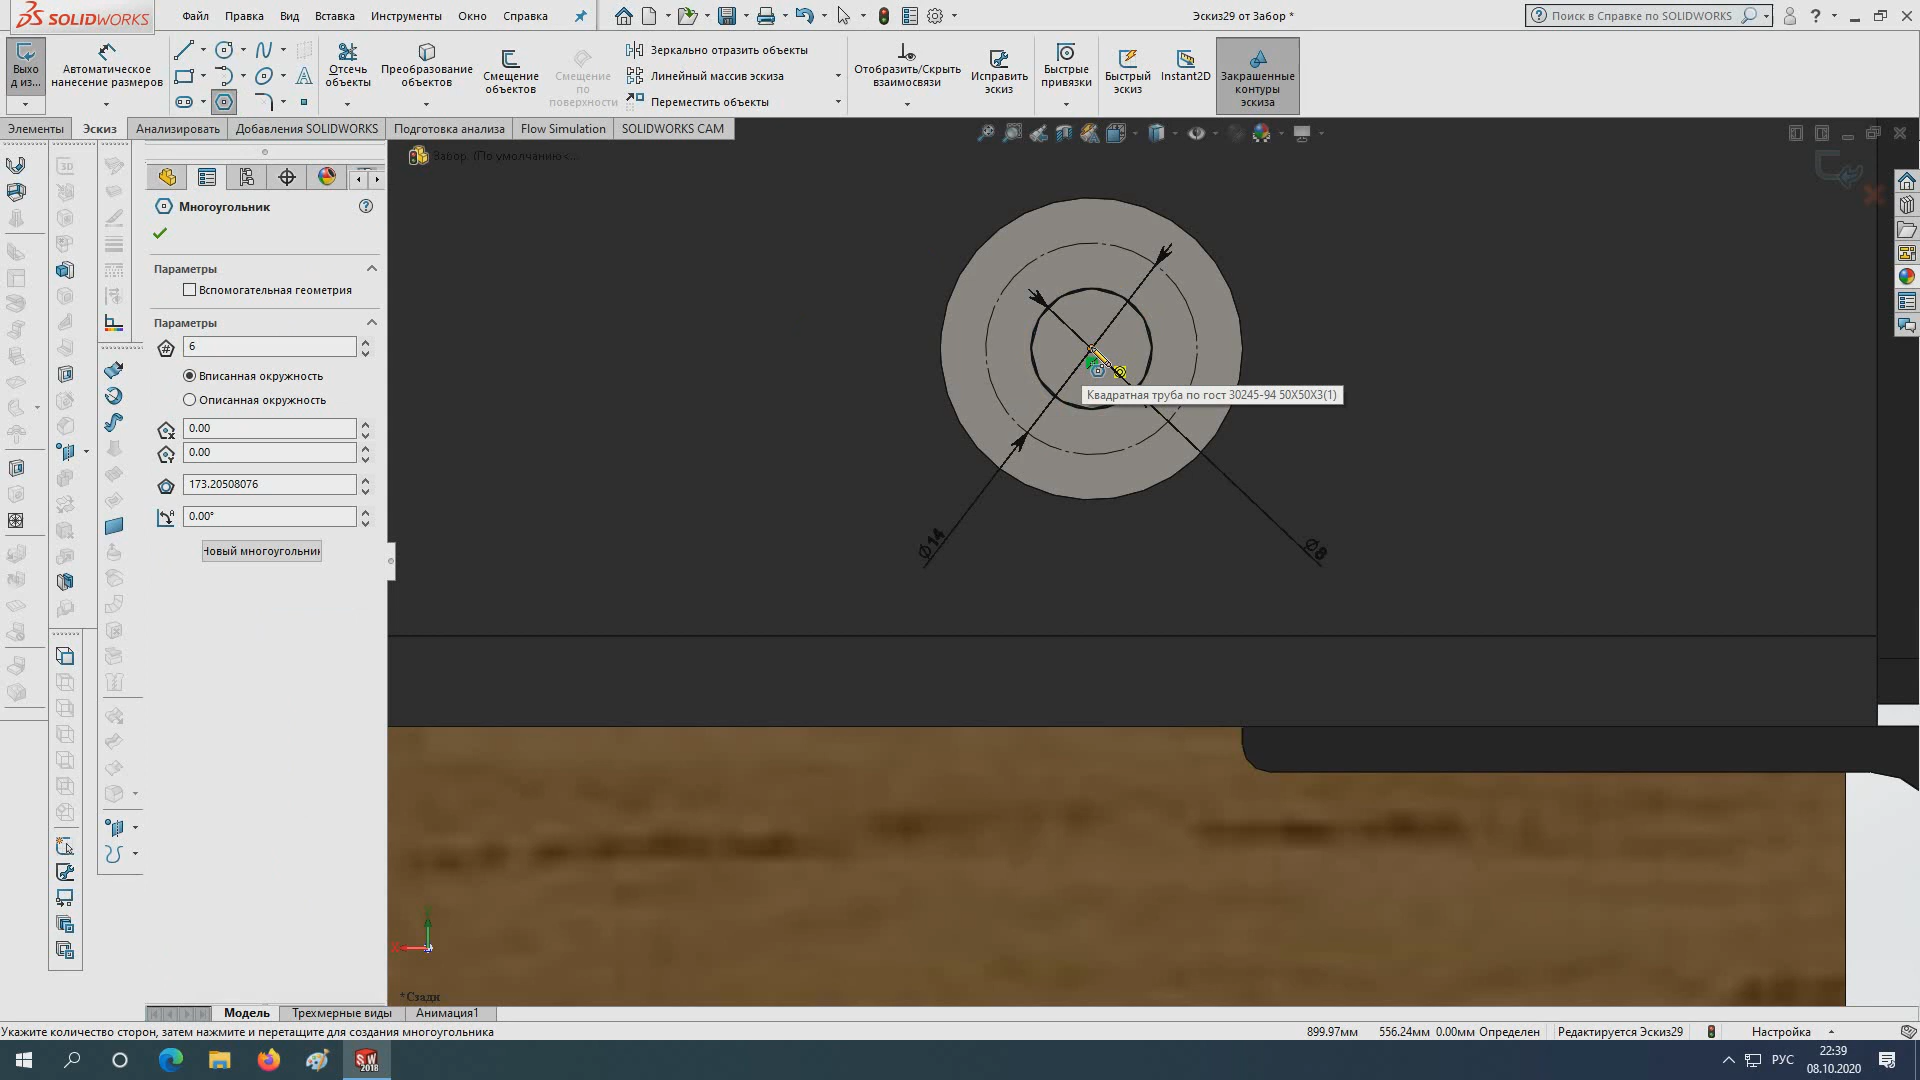 SOLIDWORKS
Файл Правка Вид Вставка Инструменты Окно Справка
Эскиз29 от Забор *
Поиск в Справке по SOLIDWORKS
Выхо
д из...
Автоматическое
нанесение размеров
Отсечь
объекты
Преобразование
объектов
Смещение
объектов
Смещение
по
поверхности
Зеркально отразить объекты
Линейный массив эскиза
Переместить объекты
Отобразить/Скрыть
взаимосвязи
Исправить
эскиз
Быстрые
привязки
Быстрый
эскиз
Instant2D
Закрашенные
контуры
эскиза
Элементы Эскиз Анализировать Добавления SOLIDWORKS Подготовка анализа Flow Simulation SOLIDWORKS CAM
Забор (По умолчанию<...
Многоугольник
Параметры
Вспомогательная геометрия
Параметры
6
Вписанная окружность
Описанная окружность
0.00
0.00
173.20508076
0.00°
Новый многоугольник
Квадратная труба по гост 30245-94 50X50X3(1)
Ø14
Ø8
X
*Сзади
Модель Трехмерные виды Анимация1
Укажите количество сторон, затем нажмите и перетащите для создания многоугольника
899.97мм 556.24мм 0.00мм Определен Редактируется Эскиз29 Настройка
SW
2018
РУС
22:39
08.10.2020